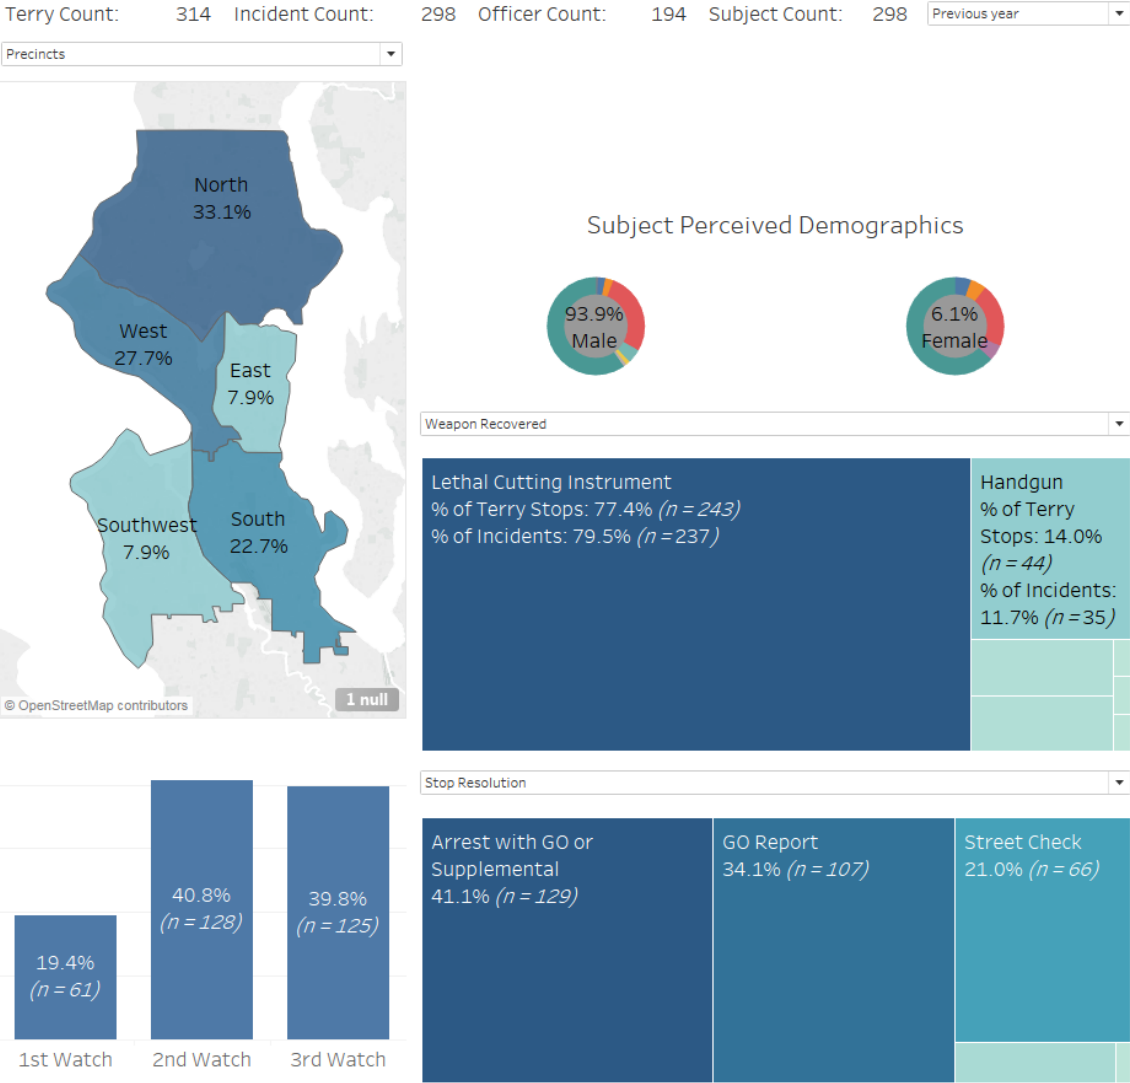 Terry Count: 314 Incident Count: 298 Officer Count: 194 Subject Count: 298 Previous year
Precincts
North
33.1%
West
27.7%
East
7.9%
Southwest
7.9%
South
22.7%
© OpenStreetMap contributors
1 null
Subject Perceived Demographics
93.9%
Male
6.1%
Female
Weapon Recovered
Lethal Cutting Instrument
% of Terry Stops: 77.4% (n = 243)
% of Incidents: 79.5% (n =237)
Handgun
% of Terry
Stops: 14.0%
(n = 44)
% of Incidents:
11.7% (n =35)
Stop Resolution
Arrest with GO or
Supplemental
41.1% (n = 129)
GO Report
34.1% (n = 107)
Street Check
21.0% (n = 66)
19.4%
(n = 61)
40.8%
(n = 128)
39.8%
(n = 125)
1st Watch 2nd Watch 3rd Watch